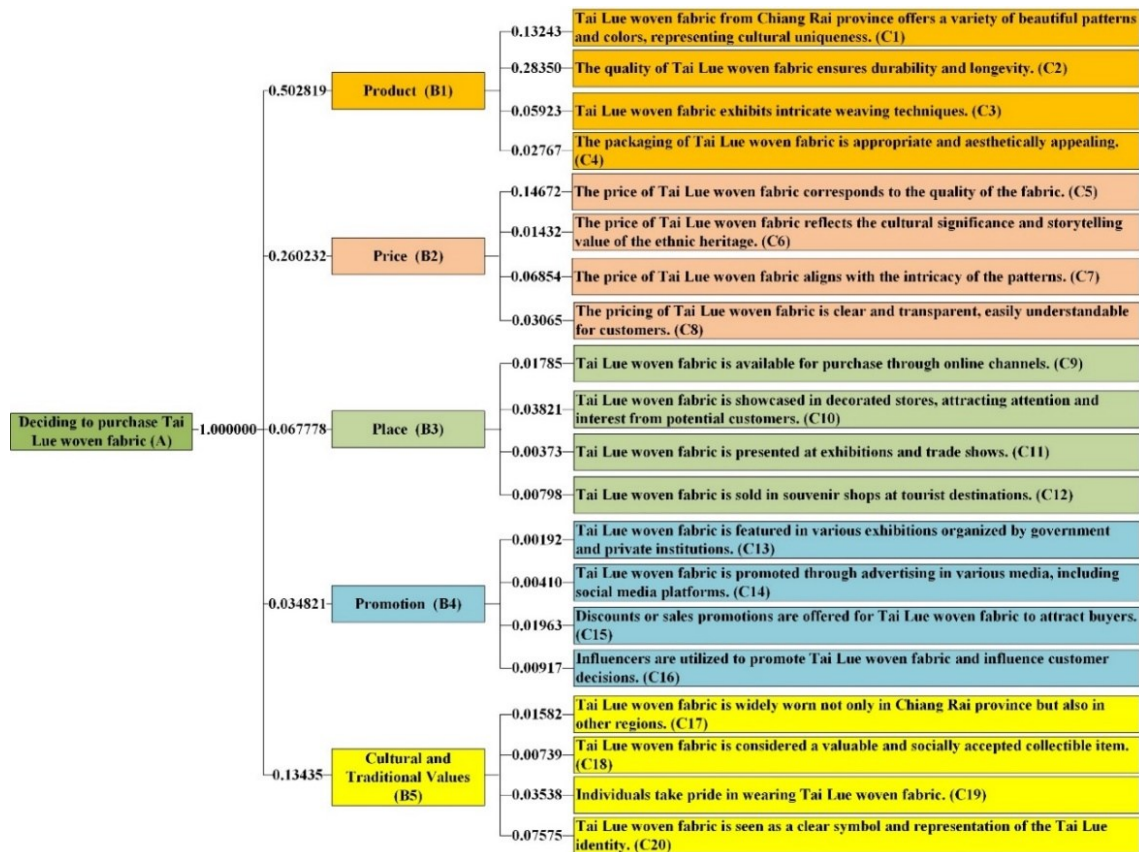 0.13243
Tai Lue woven fabric from Chiang Rai province offers a variety of beautiful patterns
and colors, representing cultural uniqueness. (C1)
0.28350
The quality of Tai Lue woven fabric ensures durability and longevity. (C2)
0.502819
Product (B1)
0.05923
Tai Lue woven fabric exhibits intricate weaving techniques. (C3)
0.02767
The packaging of Tai Lue woven fabric is appropriate and aesthetically appealing.
(C4)
0.14672
The price of Tai Lue woven fabric corresponds to the quality of the fabric. (C5)
0.01432
The price of Tai Lue woven fabric reflects the cultural significance and storytelling
value of the ethnic heritage. (C6)
0.260232
Price (B2)
0.06854
The price of Tai Lue woven fabric aligns with the intricacy of the patterns. (C7)
0.03065
The pricing of Tai Lue woven fabric is clear and transparent, easily understandable
for customers. (C8)
0.01785
Tai Lue woven fabric is available for purchase through online channels. (C9)
0.03821
Tai Lue woven fabric is showcased in decorated stores, attracting attention and
interest from potential customers. (C10)
Deciding to purchase Tai
Lue woven fabric (A)
1.000000
0.067778
Place (B3)
0.00373
Tai Lue woven fabric is presented at exhibitions and trade shows. (C11)
0.00798
Tai Lue woven fabric is sold in souvenir shops at tourist destinations. (C12)
0.00192
Tai Lue woven fabric is featured in various exhibitions organized by government
and private institutions. (C13)
0.00410
Tai Lue woven fabric is promoted through advertising in various media, including
social media platforms. (C14)
0.034821
Promotion (B4)
0.01963
Discounts or sales promotions are offered for Tai Lue woven fabric to attract buyers.
(C15)
0.00917
Influencers are utilized to promote Tai Lue woven fabric and influence customer
decisions. (C16)
0.01582
Tai Lue woven fabric is widely worn not only in Chiang Rai province but also in
other regions. (C17)
0.00739
Tai Lue woven fabric is considered a valuable and socially accepted collectible item.
(C18)
0.13435
Cultural and
Traditional Values
(B5)
0.03538
Individuals take pride in wearing Tai Lue woven fabric. (C19)
0.07575
Tai Lue woven fabric is seen as a clear symbol and representation of the Tai Lue
identity. (C20)